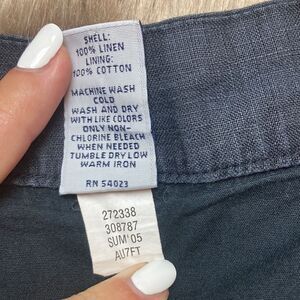 SHELL:
100% LINEN
LINING:
100% COTTON
MACHINE WASH
COLD
WASH AND DRY
WITH LIKE COLORS
ONLY NON-
CHLORINE BLEACH
WHEN NEEDED
TUMBLE DRY LOW
WARM IRON
RN 54023
272338
308787
SUM'05
AU7FT